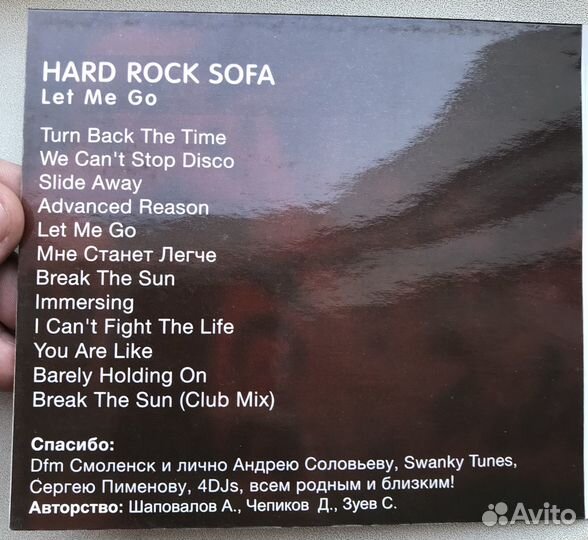 HARD ROCK SOFA
Let Me Go
Turn Back The Time
We Can't Stop Disco
Slide Away
Advanced Reason
Let Me Go
Мне Станет Легче
Break The Sun
Immersing
I Can't Fight The Life
You Are Like
Barely Holding On
Break The Sun (Club Mix)
Спасибо:
Dfm Смоленск и лично Андрею Соловьеву, Swanky Tunes,
Сергею Пименову, 4DJs, всем родным и близким!
Авторство: Шаповалов А., Чепиков Д., Зуев С.
Avito